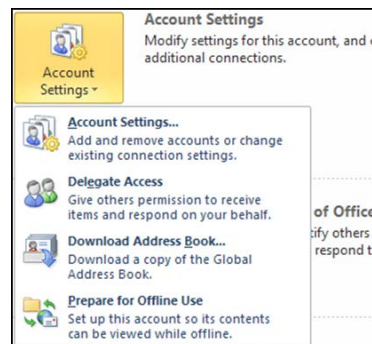 Account Settings
Modify settings for this account, and
additional connections.
Account
Settings
Account Settings...
Add and remove accounts or change
existing connection settings.
Delegate Access
Give others permission to receive
items and respond on your behalf.
of Office
tify others
Download Address Book...
respond t
Download a copy of the Global
Address Book.
Prepare for Offline Use
Set up this account so its contents
can be viewed while offline.